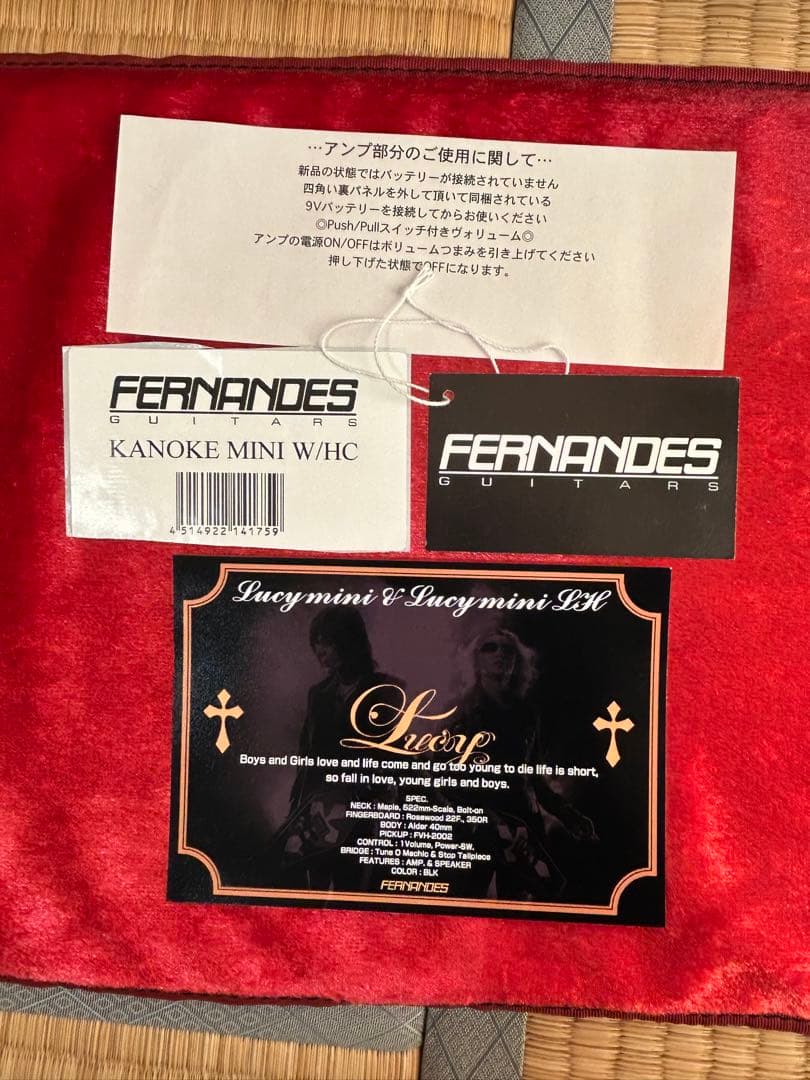 …アンプ部分のご使用に関して…
新品の状態ではバッテリーが接続されていません
四角い裏パネルを外して頂いて同梱されている
9Vバッテリーを接続してからお使いください
◎Push/Pullスイッチ付きヴォリューム◎
アンプの電源ON/OFFはボリュームつまみを引き上げてください
押し下げた状態でOFFになります。
FERNANDES
GUITARS
KANOKE MINI W/HC
4 514922 141759
FERNANDES
GUITARS
Lucy mini & Lucy mini LH
Lucy
Boys and Girls love and life come and go too young to die life is short,
so fall in love, young girls and boys.
SPEC.
NECK : Maple, 522mm-Scale, Bolt-on
FINGERBOARD : Rosewood 22F., 350R
BODY : Alder 40mm
PICKUP : FVH-2002
CONTROL : 1Volume, Power-SW.
BRIDGE : Tune O Machic & Stop Tailpiece
FEATURES : AMP. & SPEAKER
COLOR : BLK
FERNANDES